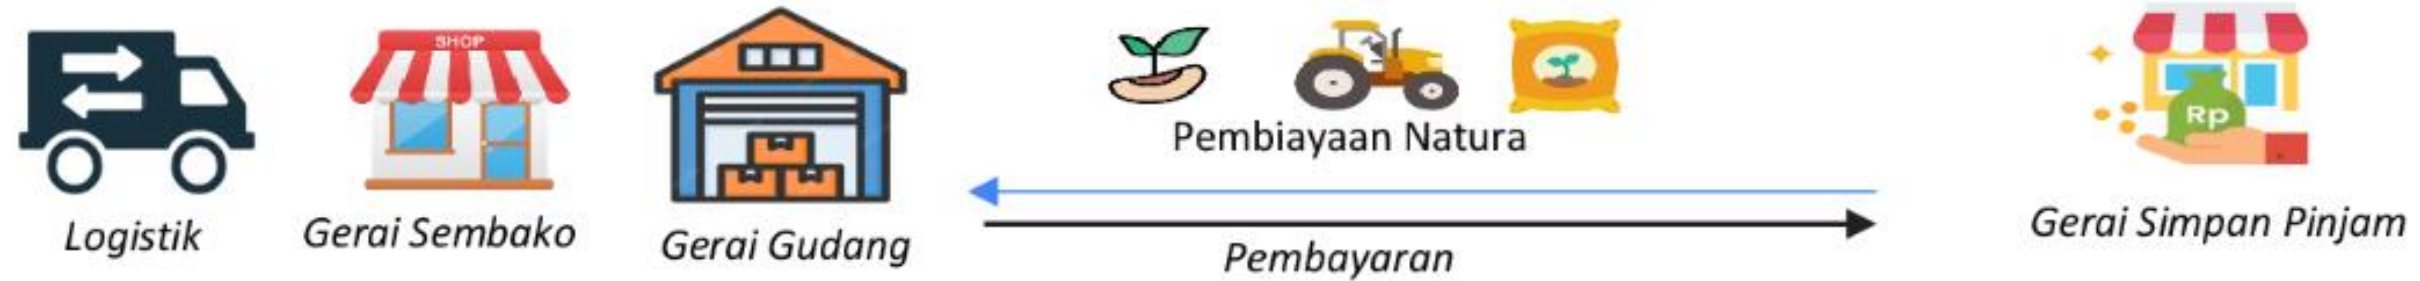 SHOP
Rp
Pembiayaan Natura
Logistik
Gerai Sembako
Gerai Gudang
Pembayaran
Gerai Simpan Pinjam